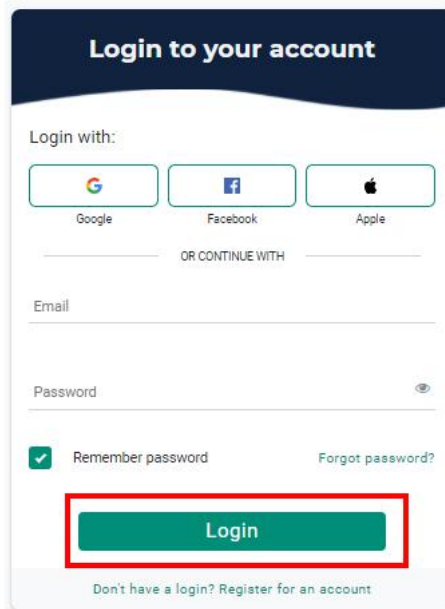 Login to your account
Login with:
Google Facebook Apple
OR CONTINUE WITH
Email
Password
Remember password Forgot password?
Login
Don't have a login? Register for an account